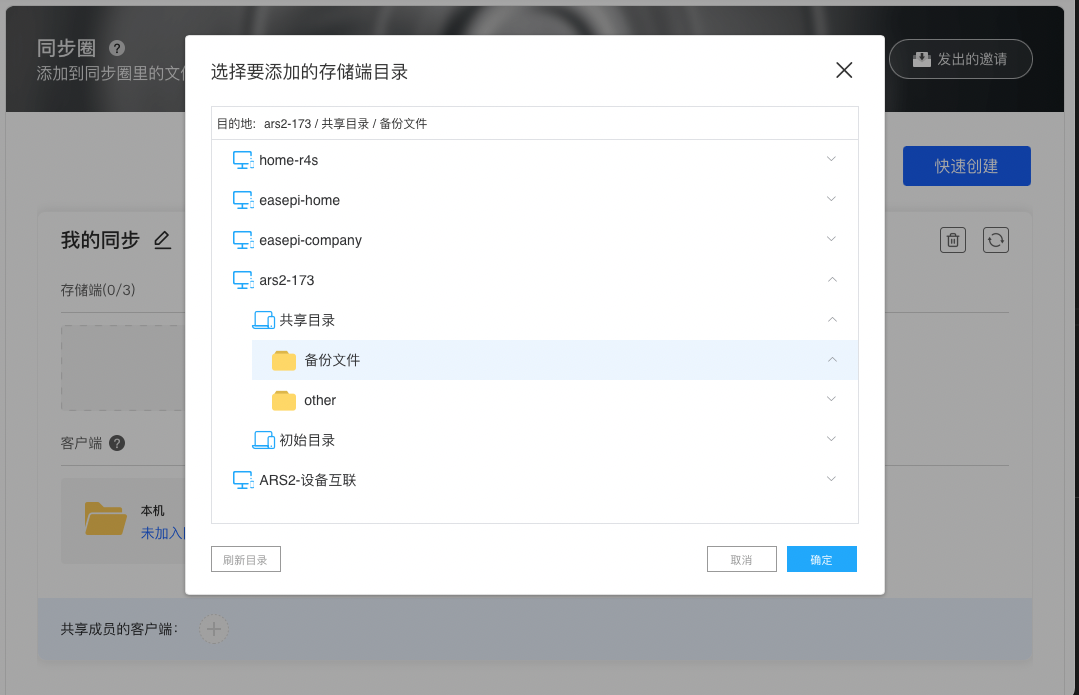 同步圈
添加到同步圈里的文
发出的邀请
选择要添加的存储端目录
目的地: ars2-173 / 共享目录 / 备份文件
home-r4s
easepi-home
easepi-company
ars2-173
共享目录
备份文件
other
初始目录
ARS2-设备互联
刷新目录
取消
确定
快速创建
我的同步
存储端(0/3)
客户端
本机
未加入
共享成员的客户端: